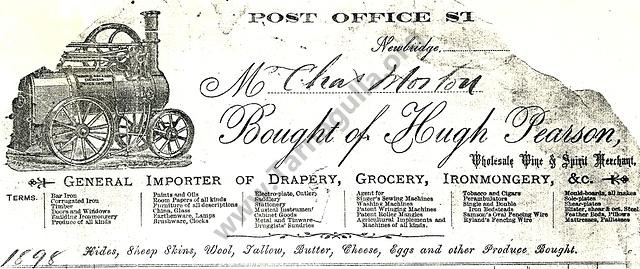 POST OFFICE ST
Newbridge,
Mr Chas Morton
Bought of Hugh Pearson,
Wholesale Wine & Spirit Merchant,
GENERAL IMPORTER OF DRAPERY, GROCERY, IRONMONGERY, &C.
TERMS.
Bar Iron
Corrugated Iron
Timber
Doors and Windows
Building Ironmongery
Produce of all kinds
Paints and Oils
Room Papers of all kinds
Furniture of all descriptions
China, Glass
Earthenware, Lamps
Brushware, Clocks
Electro-plate, Cutlery
Saddlery
Jewellery
Musical Instruments
Cabinet Goods
Metal and Tinware
Druggists' Sundries
Agent for
Singer's Sewing Machines
Washing Machines
Patent Wringing Machines
Patent Roller Mangles
Agricultural Implements and
Machines of all kinds.
Tobacco and Cigars
Perambulators
Single and Double
Iron Bedsteads
Samson's Oval Fencing Wire
Ryland's Fencing Wire
Mould-boards, all makes
Sole-plates
Share-plates
Blister, shear & cast Steel
Feather Beds, Pillows
Mattresses, Palliasses
1898 Hides, Sheep Skins, Wool, Tallow, Butter, Cheese, Eggs and other Produce Bought.